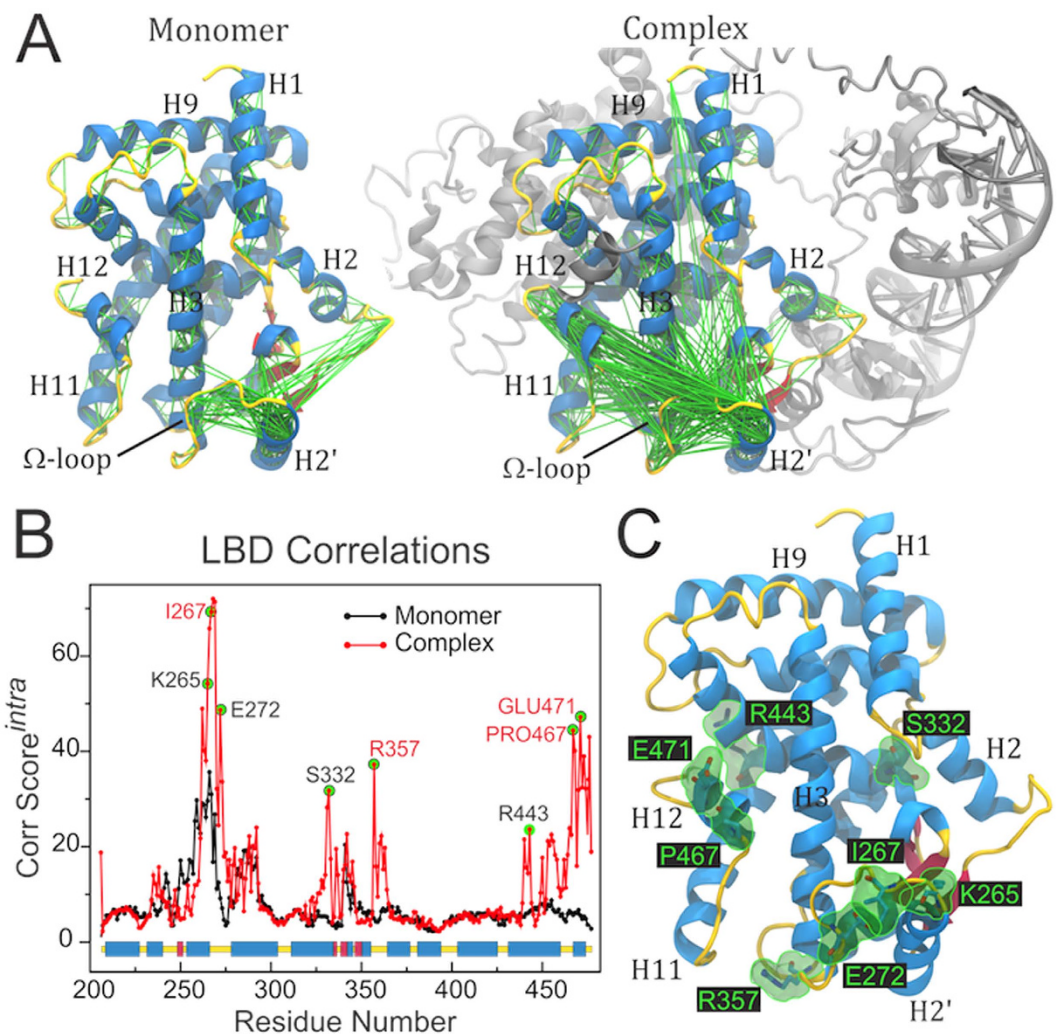 A
Monomer
Complex
H1
H9
H12
H2
H3
H11
Ω-loop
H2'
H1
H9
H12
H2
H3
H11
Ω-loop
H2'
B
LBD Correlations
Corr Score intra
Monomer
Complex
I267
K265
E272
S332
R357
R443
GLU471
PRO467
60
40
20
0
200 250 300 350 400 450
Residue Number
C
H1
H9
R443
S332
E471
H2
H3
H12
I267
P467
K265
H11
E272
R357
H2'